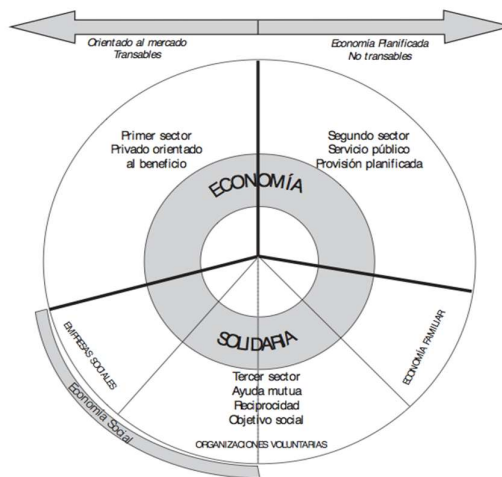 Orientado al mercado
Transables
Economía Planificada
No transables
Primer sector
Privado orientado
al beneficio
Segundo sector
Servicio público
Provisión planificada
ECONOMÍA
SOLIDARIA
EMPRESAS SOCIALES
ECONOMÍA FAMILIAR
Tercer sector
Ayuda mutua
Reciprocidad
Objetivo social
Economía Social
ORGANIZACIONES VOLUNTARIAS